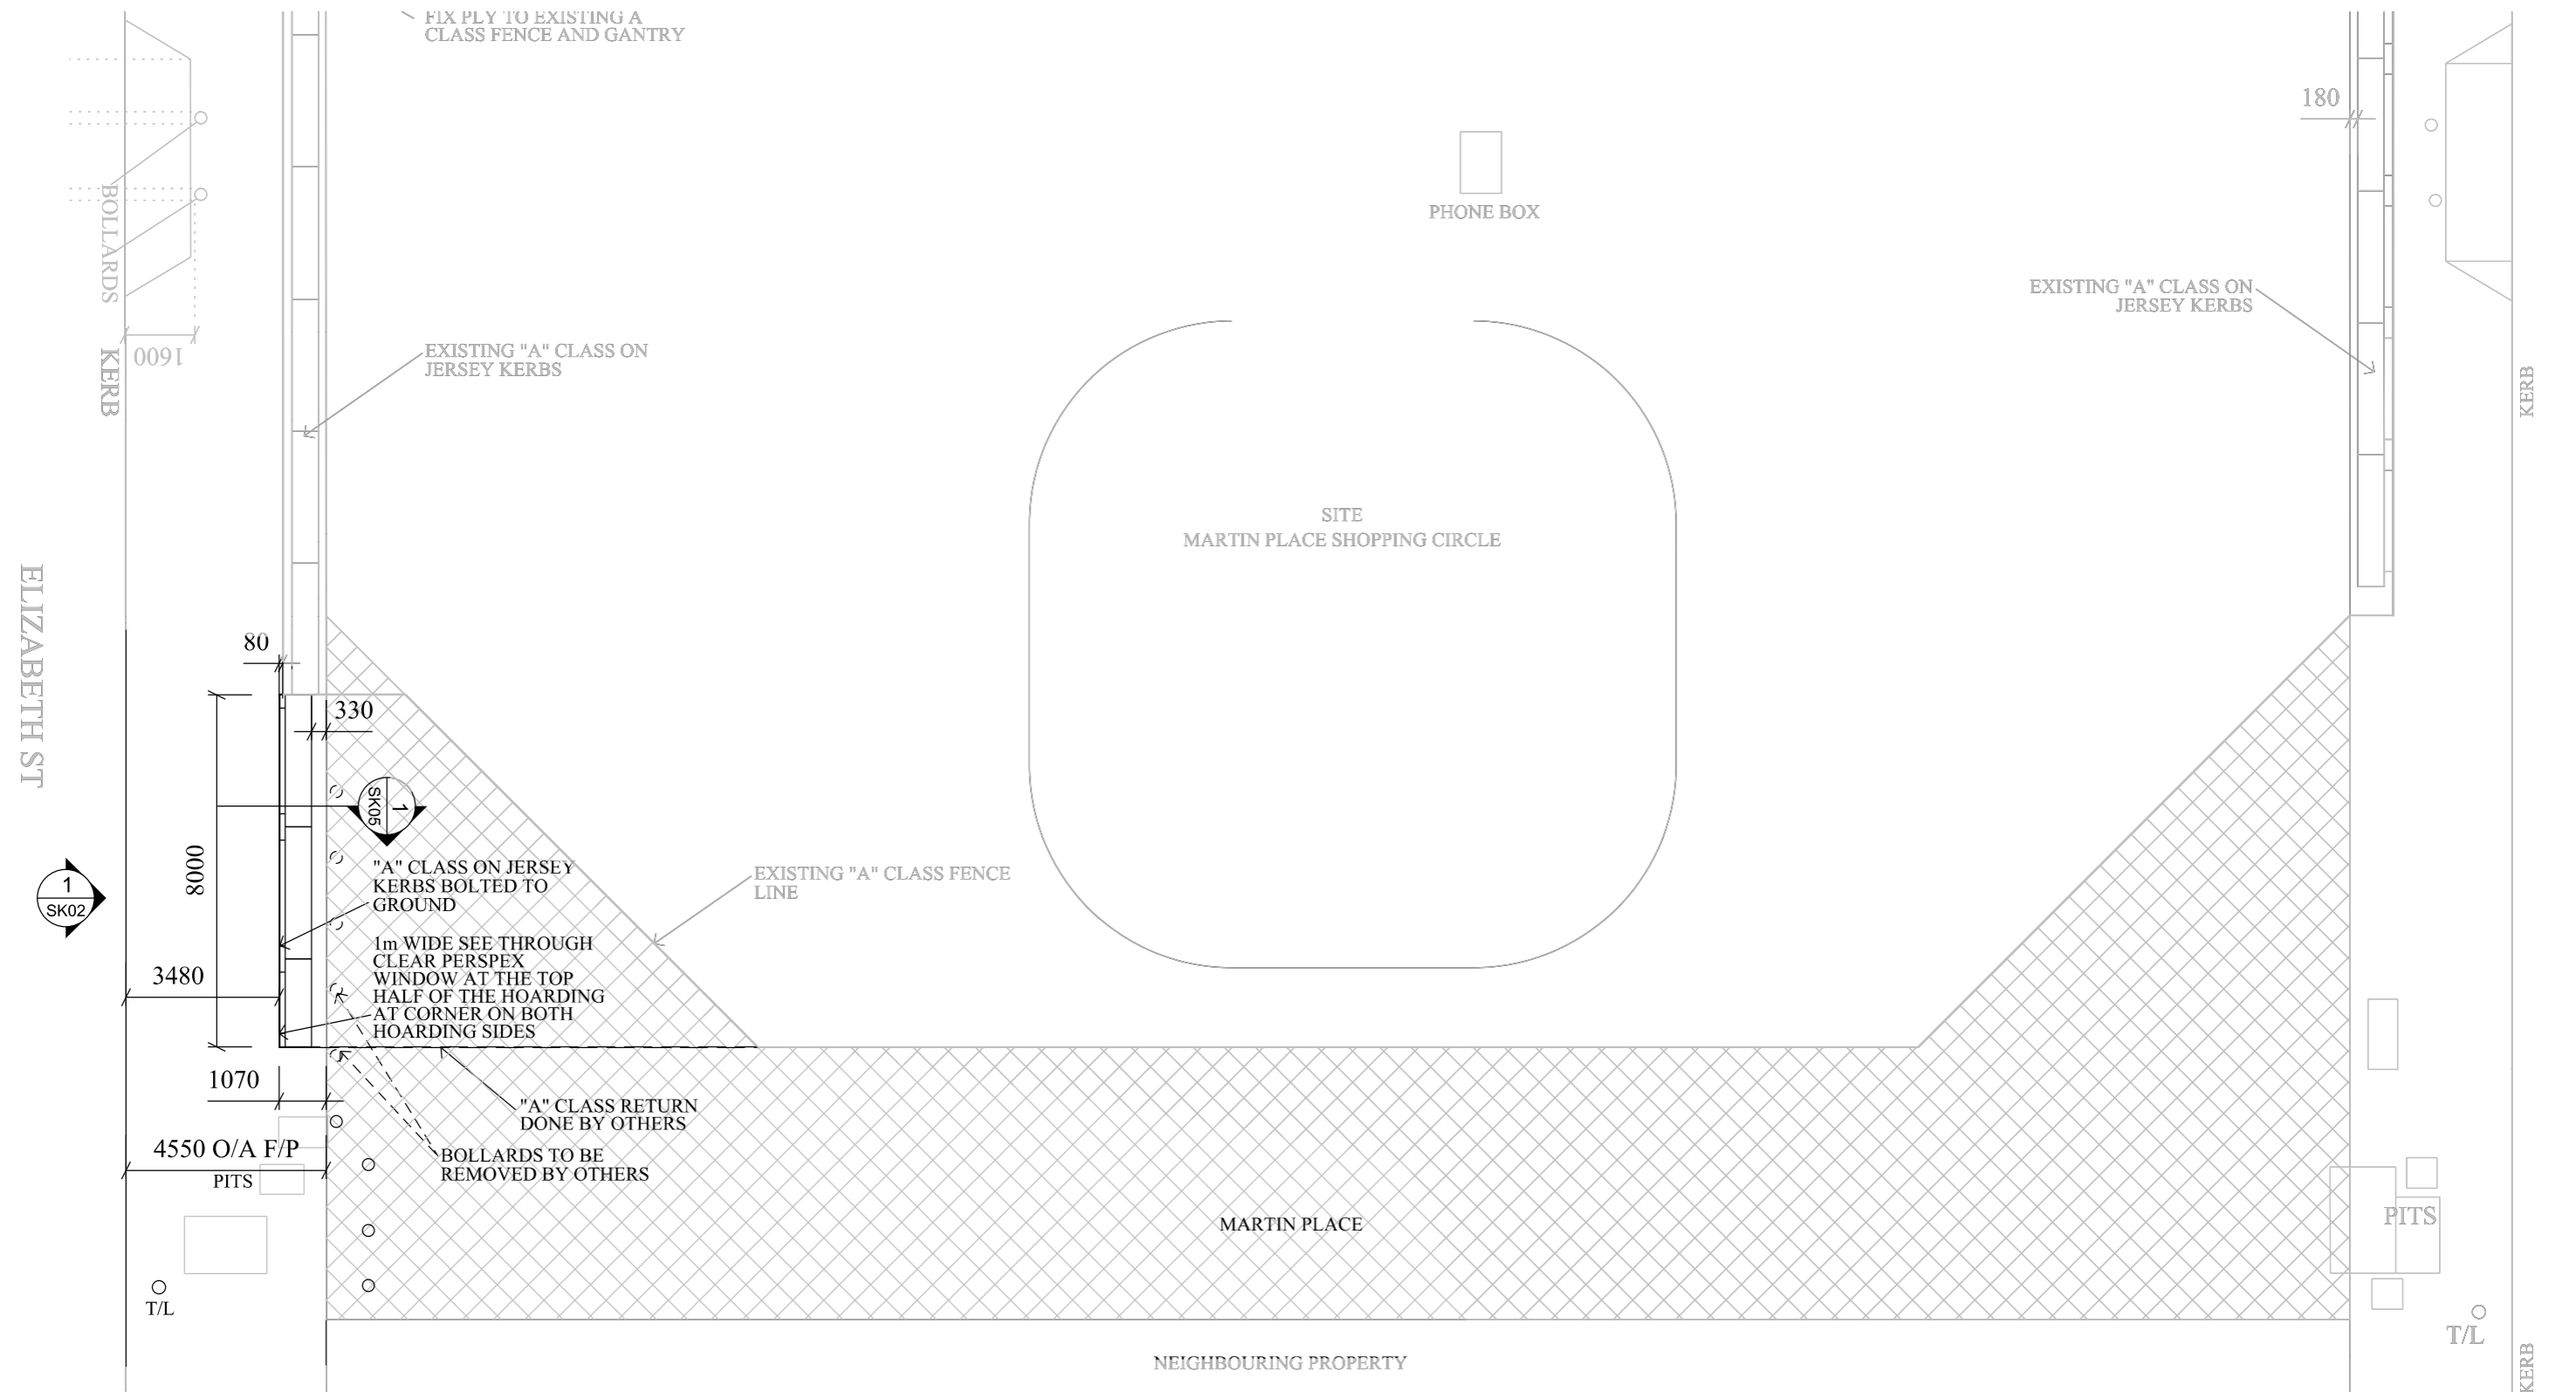 FIX PLY TO EXISTING A
CLASS FENCE AND GANTRY
180
BOLLARDS
PHONE BOX
EXISTING "A" CLASS ON
JERSEY KERBS
1600
KERB
EXISTING "A" CLASS ON
JERSEY KERBS
KERB
SITE
MARTIN PLACE SHOPPING CIRCLE
ELIZABETH ST
80
330
1
SK05
8000
"A" CLASS ON JERSEY
KERBS BOLTED TO
GROUND
EXISTING "A" CLASS FENCE
LINE
1
SK02
1m WIDE SEE THROUGH
CLEAR PERSPEX
WINDOW AT THE TOP
HALF OF THE HOARDING
AT CORNER ON BOTH
HOARDING SIDES
3480
1070
"A" CLASS RETURN
DONE BY OTHERS
4550 O/A F/P
BOLLARDS TO BE
REMOVED BY OTHERS
PITS
MARTIN PLACE
PITS
T/L
T/L
NEIGHBOURING PROPERTY
KERB